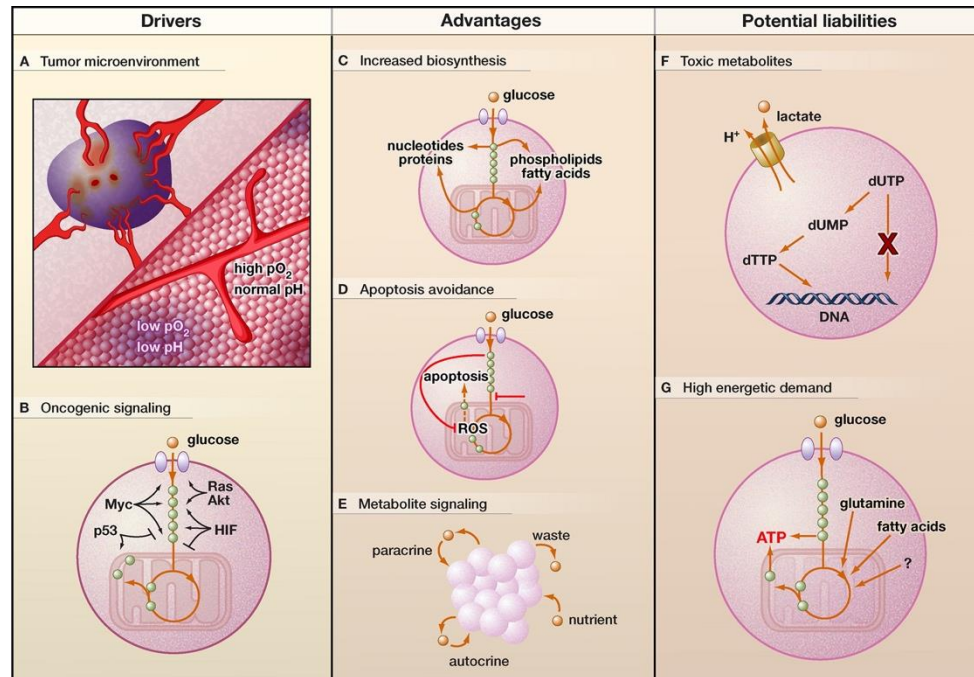 Drivers
A Tumor microenvironment
high pO2
normal pH
low pO2
low pH
B Oncogenic signaling
glucose
Myc
Ras
Akt
p53
HIF
Advantages
C Increased biosynthesis
glucose
nucleotides
proteins
phospholipids
fatty acids
D Apoptosis avoidance
glucose
apoptosis
ROS
E Metabolite signaling
paracrine
waste
nutrient
autocrine
Potential liabilities
F Toxic metabolites
lactate
H+
dUTP
dUMP
X
dTTP
DNA
G High energetic demand
glucose
glutamine
fatty acids
ATP
?